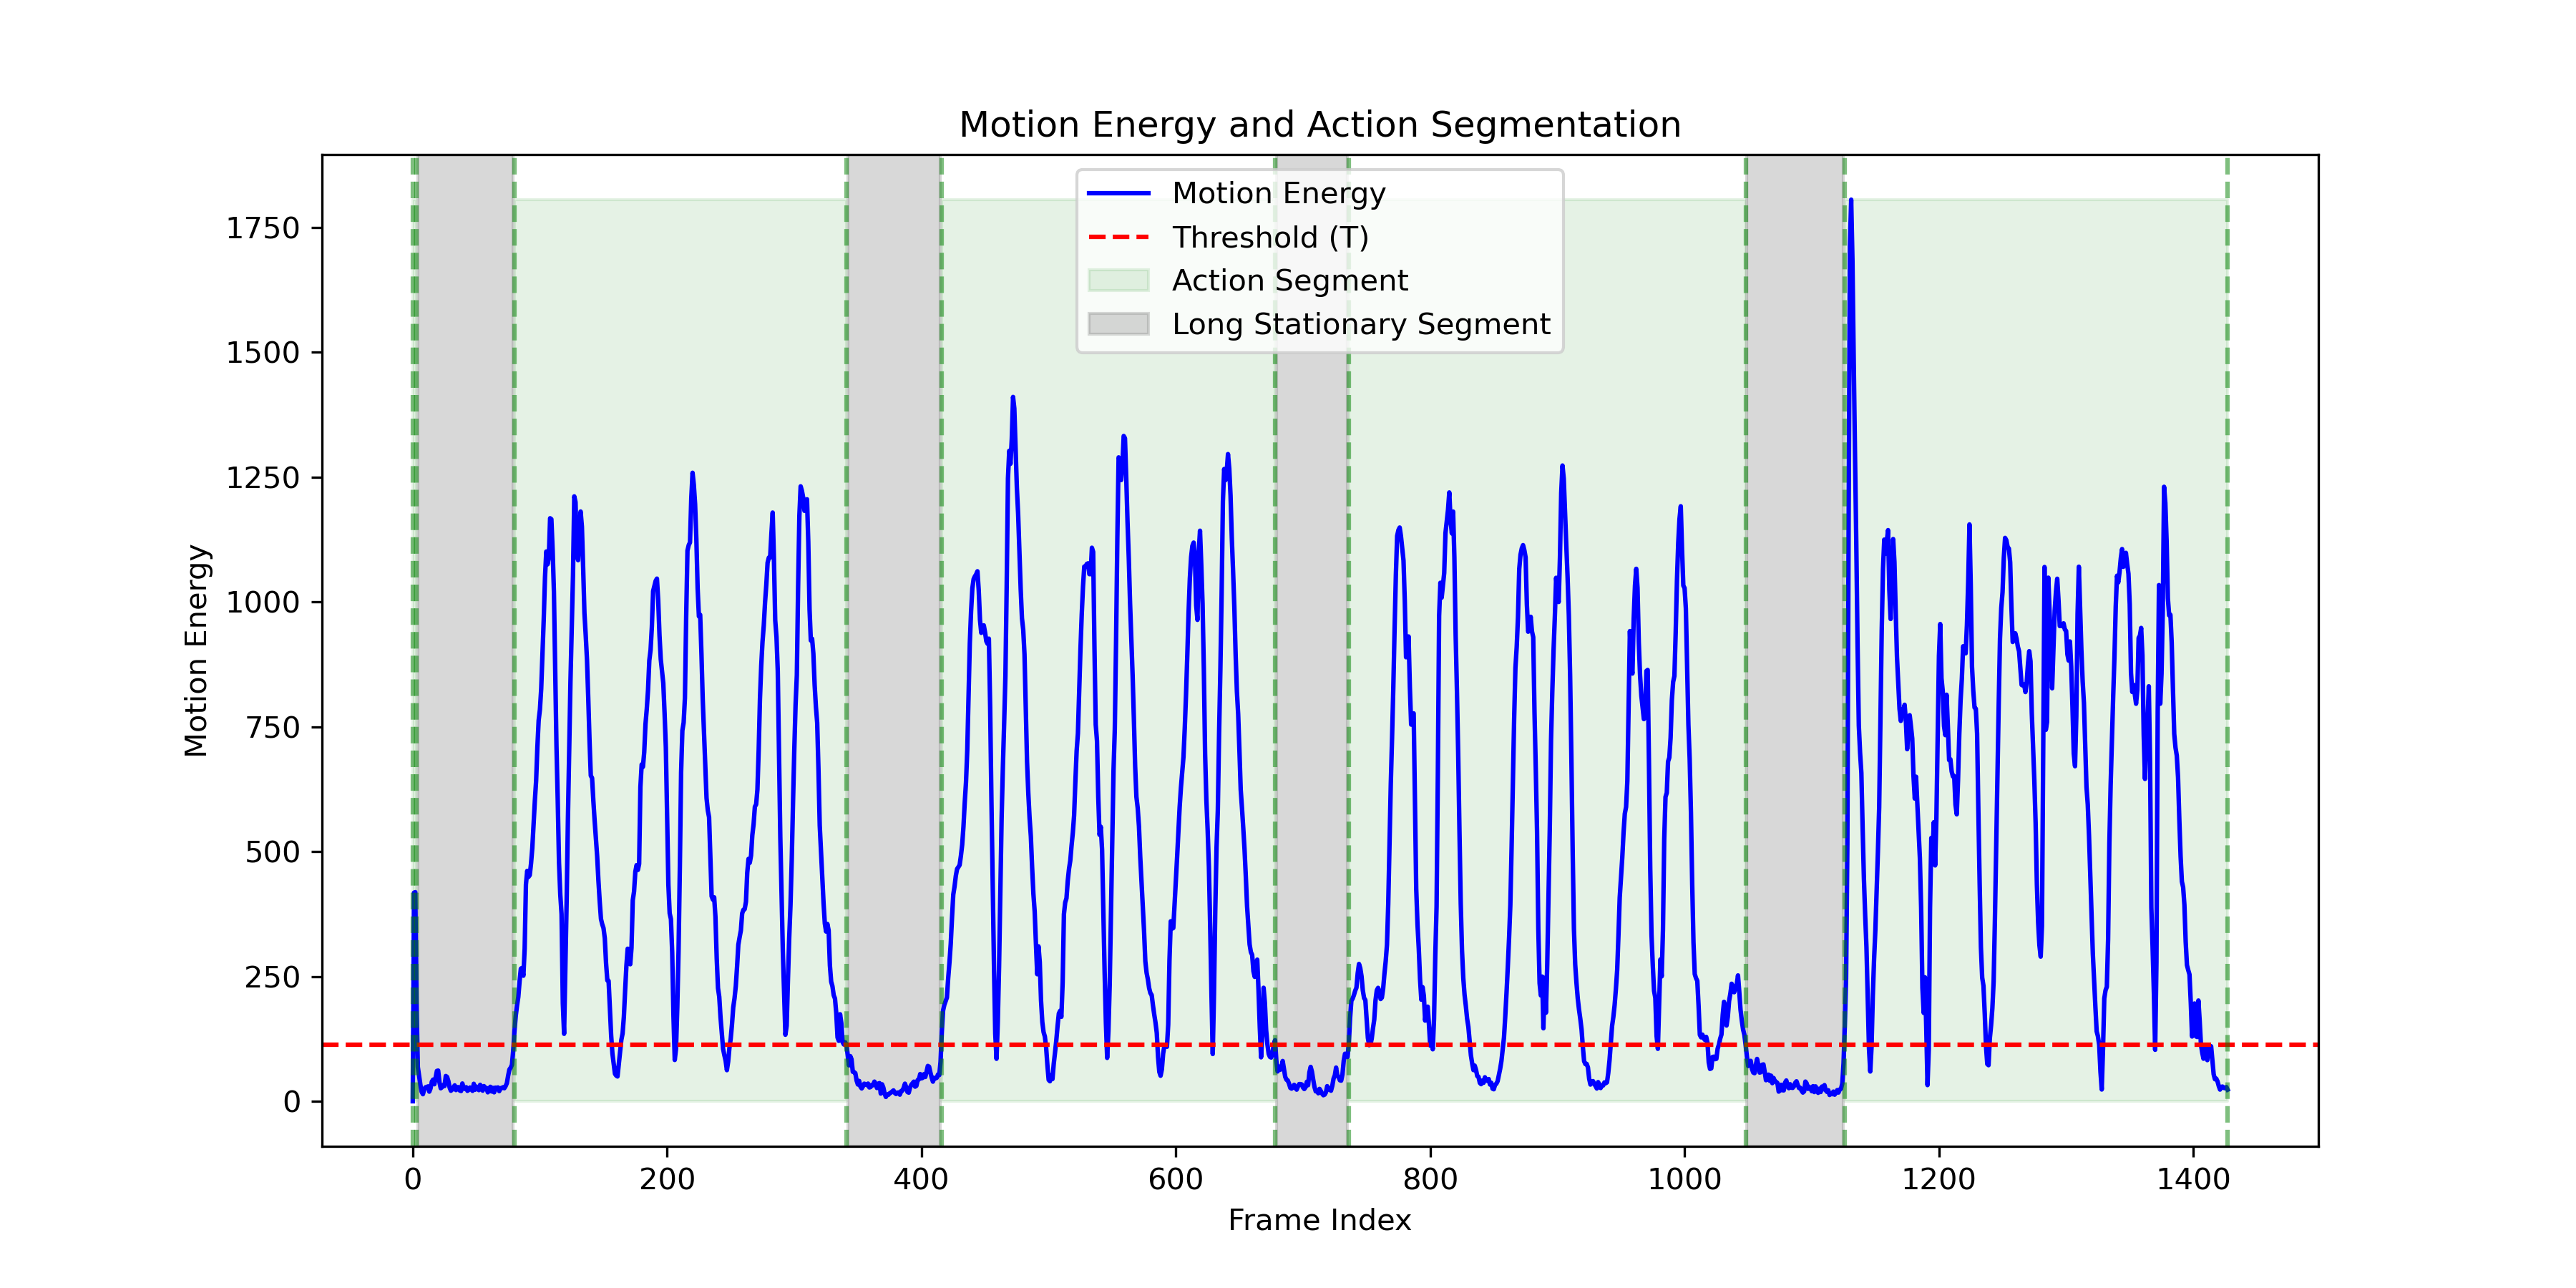 Motion Energy and Action Segmentation
Motion Energy
Threshold (T)
Action Segment
Long Stationary Segment
Motion Energy
1750
1500
1250
1000
750
500
250
0
0 200 400 600 800 1000 1200 1400
Frame Index